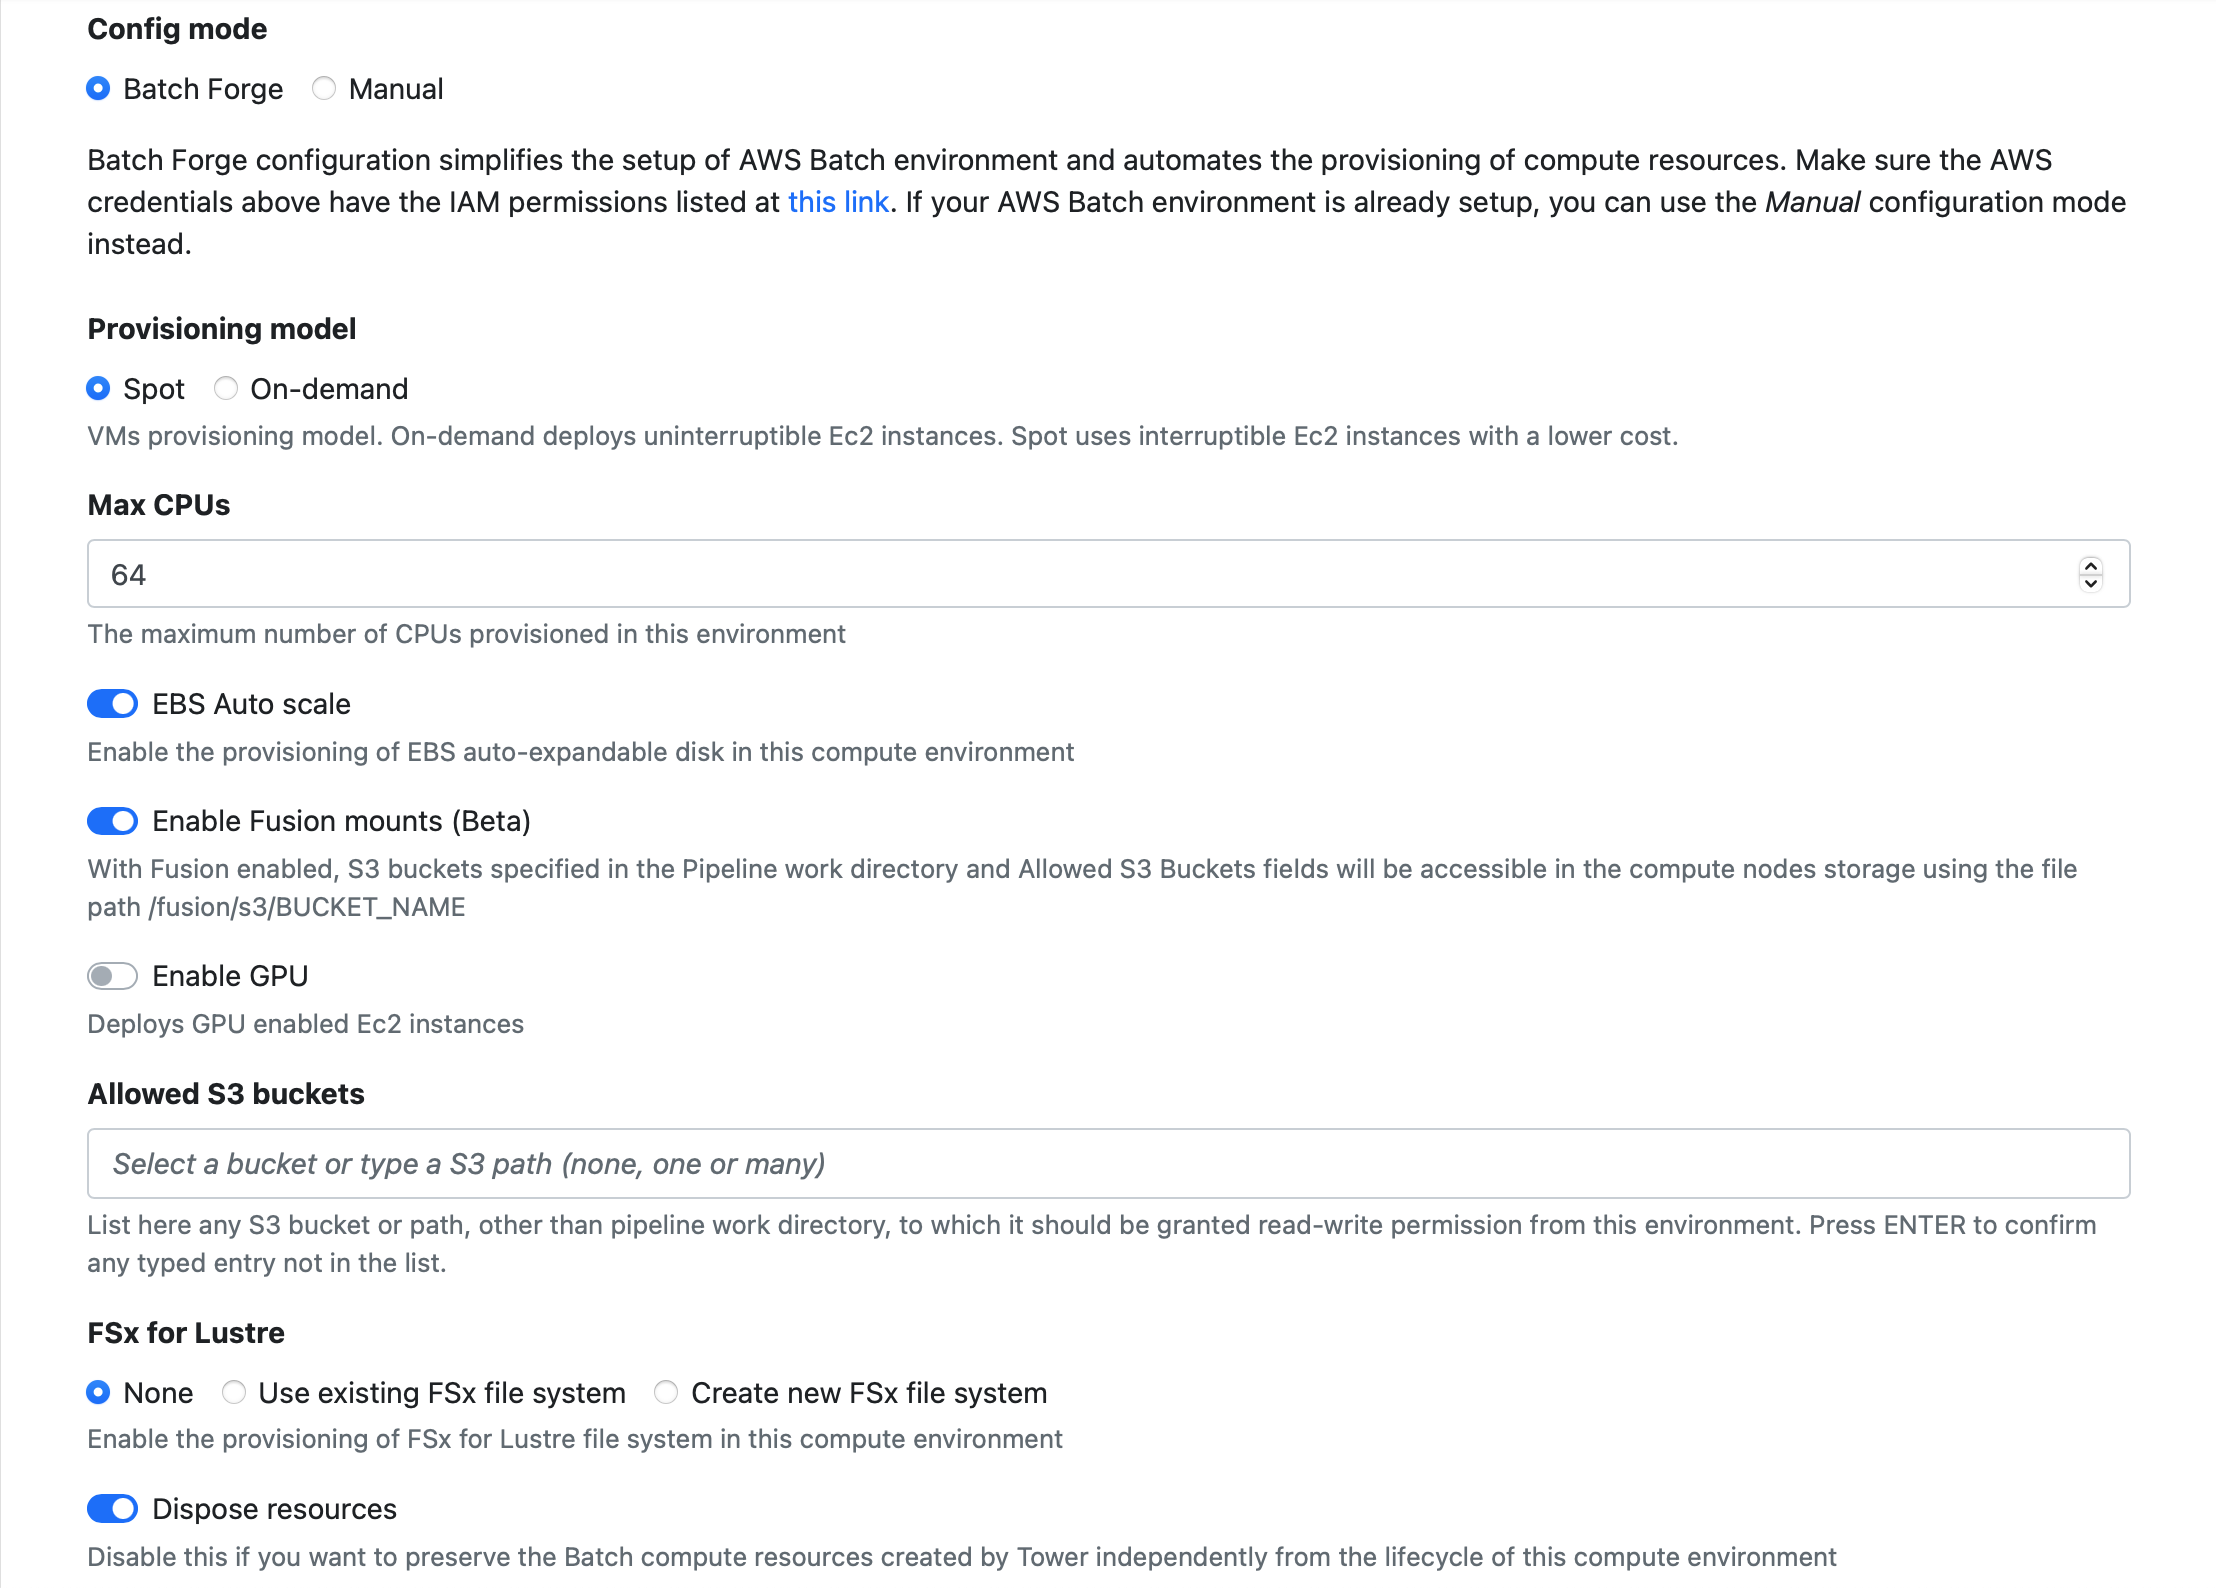 Config mode
Batch Forge Manual
Batch Forge configuration simplifies the setup of AWS Batch environment and automates the provisioning of compute resources. Make sure the AWS
credentials above have the IAM permissions listed at this link. If your AWS Batch environment is already setup, you can use the Manual configuration mode
instead.
Provisioning model
Spot On-demand
VMs provisioning model. On-demand deploys uninterruptible Ec2 instances. Spot uses interruptible Ec2 instances with a lower cost.
Max CPUs
64
The maximum number of CPUs provisioned in this environment
EBS Auto scale
Enable the provisioning of EBS auto-expandable disk in this compute environment
Enable Fusion mounts (Beta)
With Fusion enabled, S3 buckets specified in the Pipeline work directory and Allowed S3 Buckets fields will be accessible in the compute nodes storage using the file
path /fusion/s3/BUCKET_NAME
Enable GPU
Deploys GPU enabled Ec2 instances
Allowed S3 buckets
Select a bucket or type a S3 path (none, one or many)
List here any S3 bucket or path, other than pipeline work directory, to which it should be granted read-write permission from this environment. Press ENTER to confirm
any typed entry not in the list.
FSx for Lustre
None Use existing FSx file system Create new FSx file system
Enable the provisioning of FSx for Lustre file system in this compute environment
Dispose resources
Disable this if you want to preserve the Batch compute resources created by Tower independently from the lifecycle of this compute environment